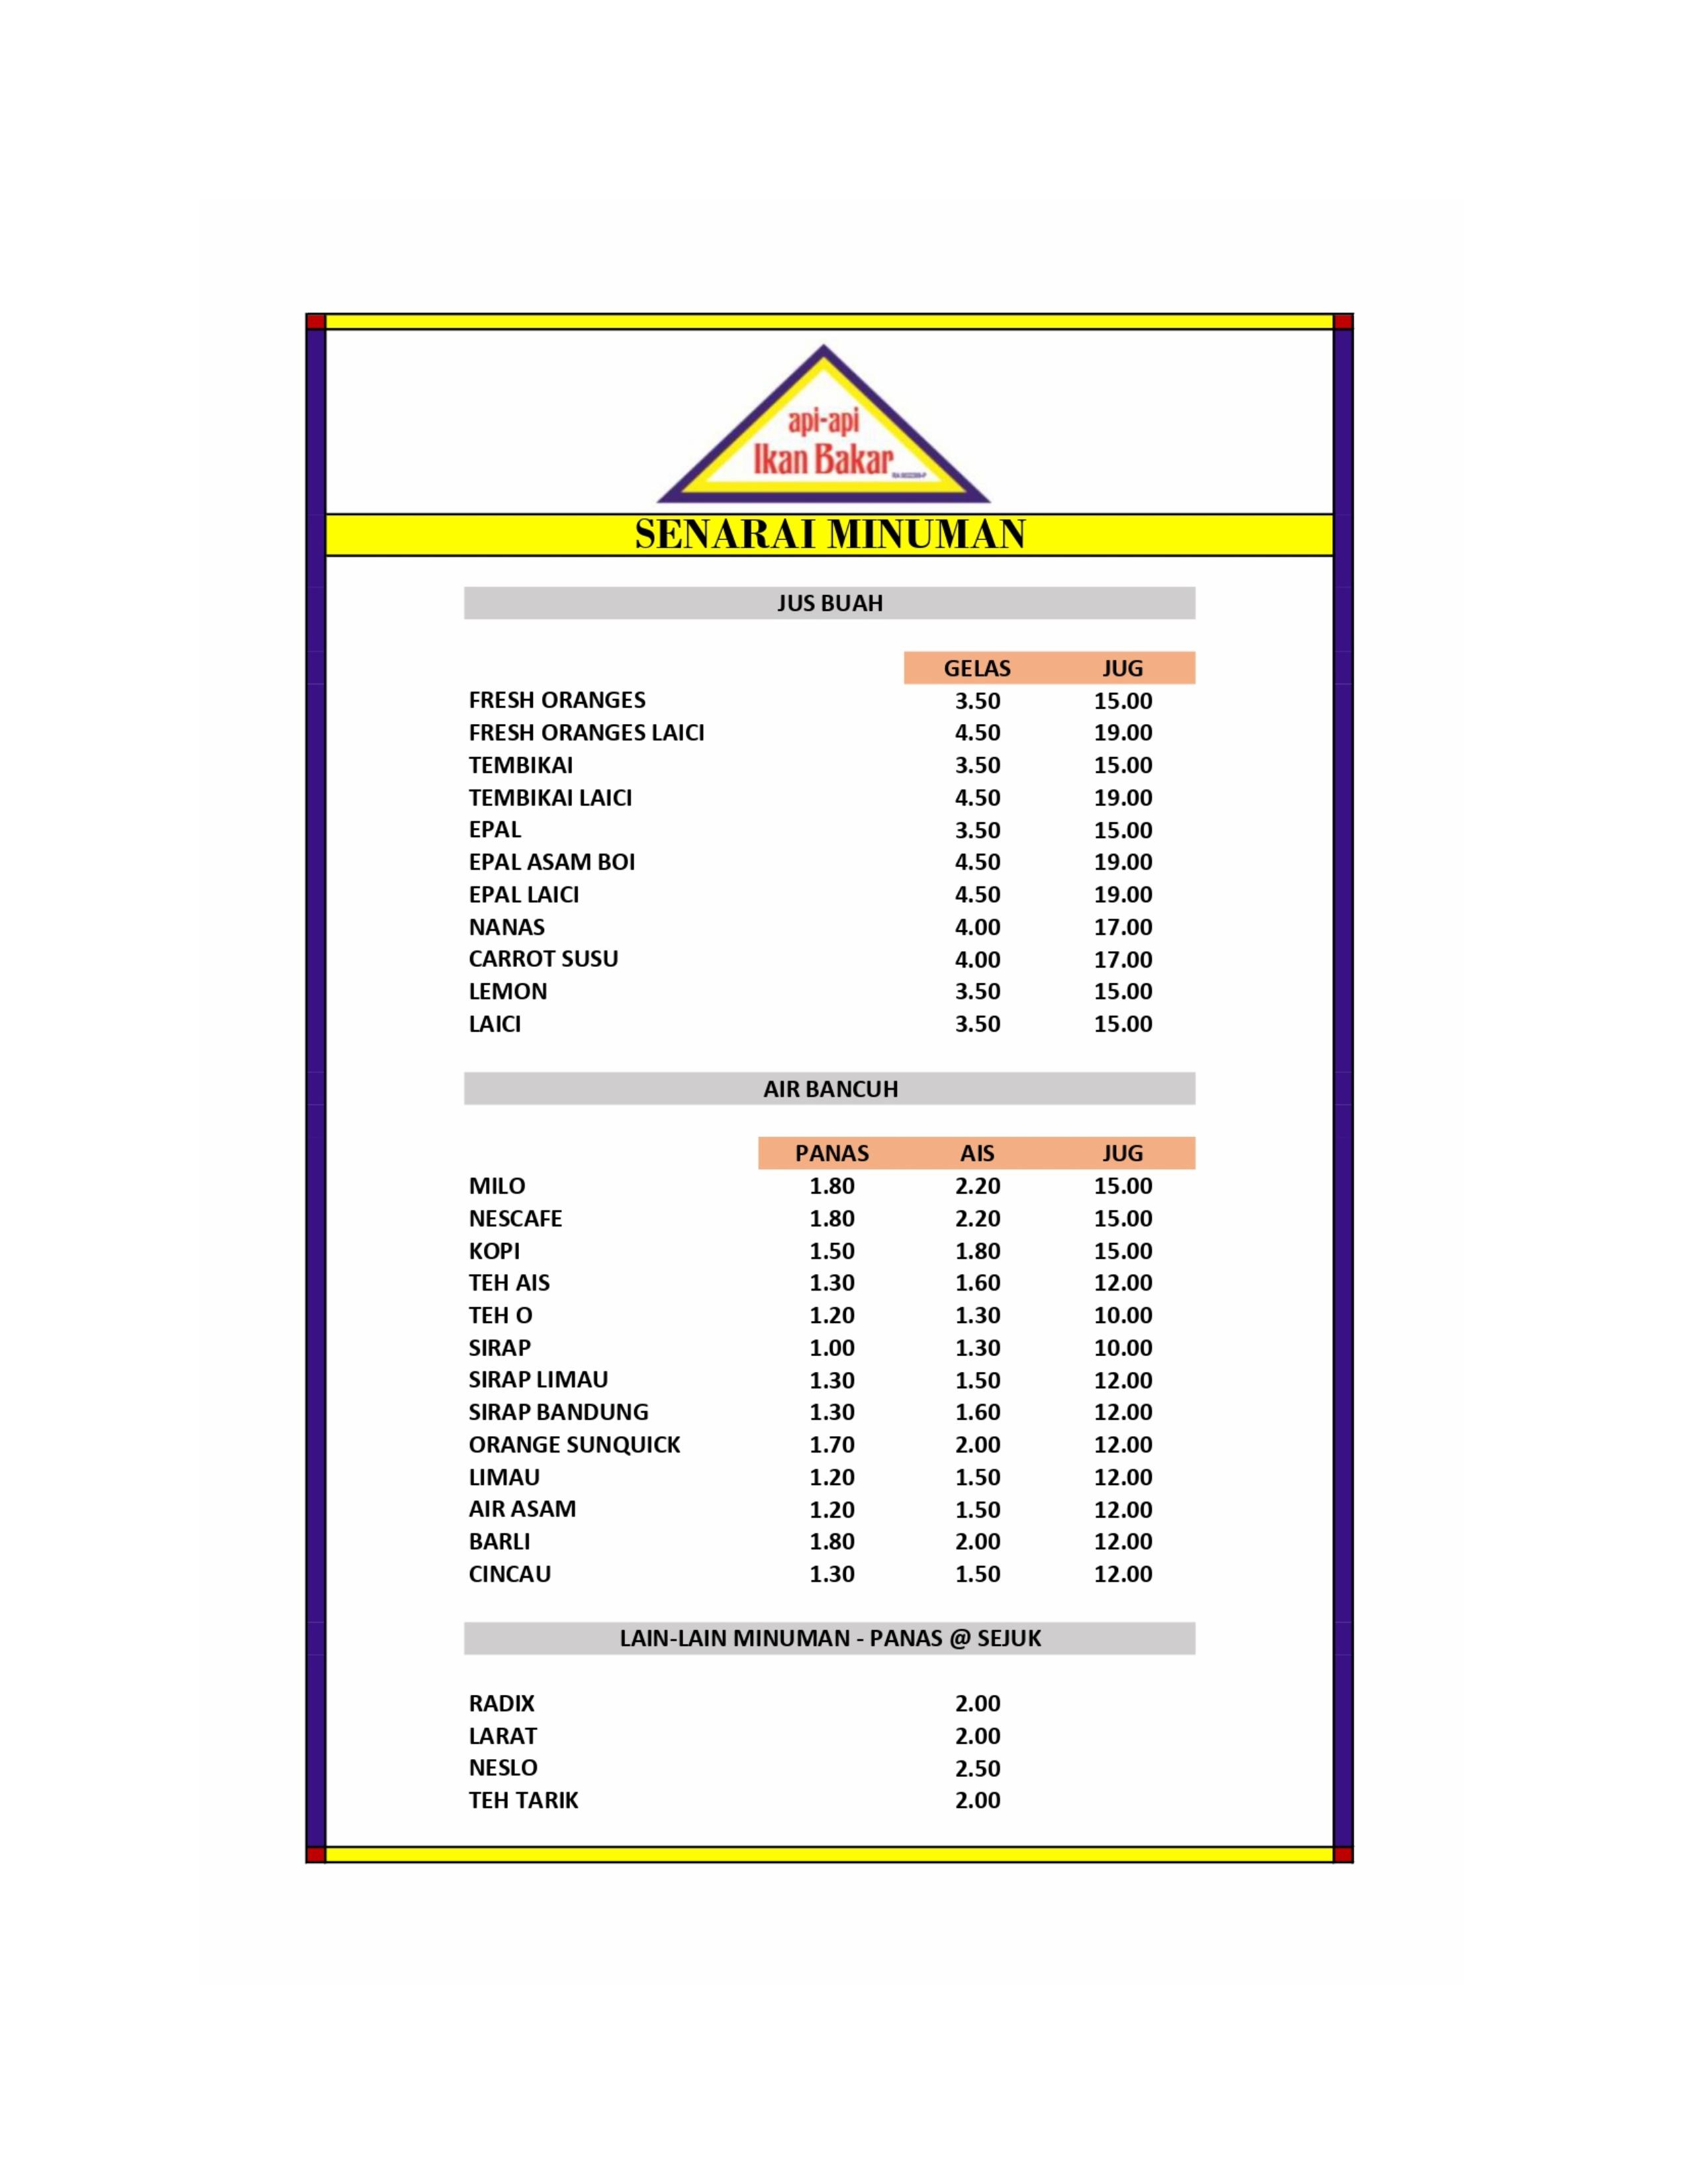 api-api
Ikan Bakar
SENARAI MINUMAN
JUS BUAH
GELAS JUG
FRESH ORANGES 3.50 15.00
FRESH ORANGES LAICI 4.50 19.00
TEMBIKAI 3.50 15.00
TEMBIKAI LAICI 4.50 19.00
EPAL 3.50 15.00
EPAL ASAM BOI 4.50 19.00
EPAL LAICI 4.50 19.00
NANAS 4.00 17.00
CARROT SUSU 4.00 17.00
LEMON 3.50 15.00
LAICI 3.50 15.00
AIR BANCUH
PANAS AIS JUG
MILO 1.80 2.20 15.00
NESCAFE 1.80 2.20 15.00
KOPI 1.50 1.80 15.00
TEH AIS 1.30 1.60 12.00
TEH O 1.20 1.30 10.00
SIRAP 1.00 1.30 10.00
SIRAP LIMAU 1.30 1.50 12.00
SIRAP BANDUNG 1.30 1.60 12.00
ORANGE SUNQUICK 1.70 2.00 12.00
LIMAU 1.20 1.50 12.00
AIR ASAM 1.20 1.50 12.00
BARLI 1.80 2.00 12.00
CINCAU 1.30 1.50 12.00
LAIN-LAIN MINUMAN - PANAS @ SEJUK
RADIX 2.00
LARAT 2.00
NESLO 2.50
TEH TARIK 2.00